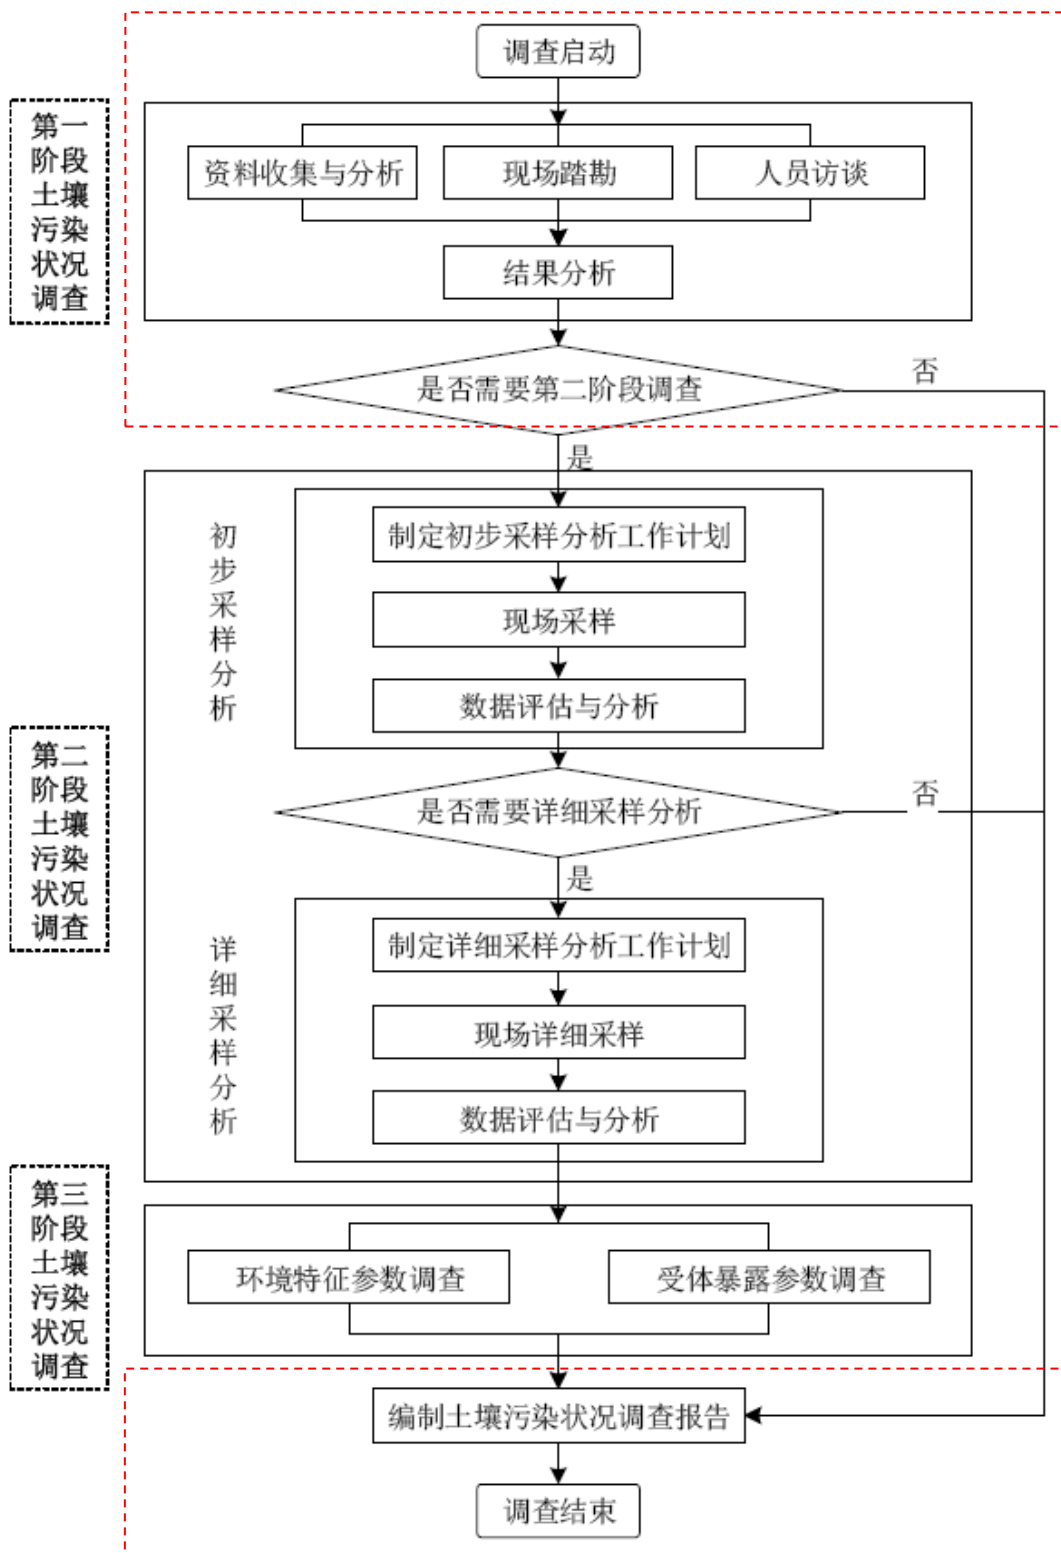 调查启动
第一
阶段
土壤
污染
状况
调查
资料收集与分析
现场踏勘
人员访谈
结果分析
是否需要第二阶段调查
否
是
初
步
采
样
分
析
制定初步采样分析工作计划
现场采样
数据评估与分析
第二
阶段
土壤
污染
状况
调查
是否需要详细采样分析
否
是
详
细
采
样
分
析
制定详细采样分析工作计划
现场详细采样
数据评估与分析
第三
阶段
土壤
污染
状况
调查
环境特征参数调查
受体暴露参数调查
编制土壤污染状况调查报告
调查结束